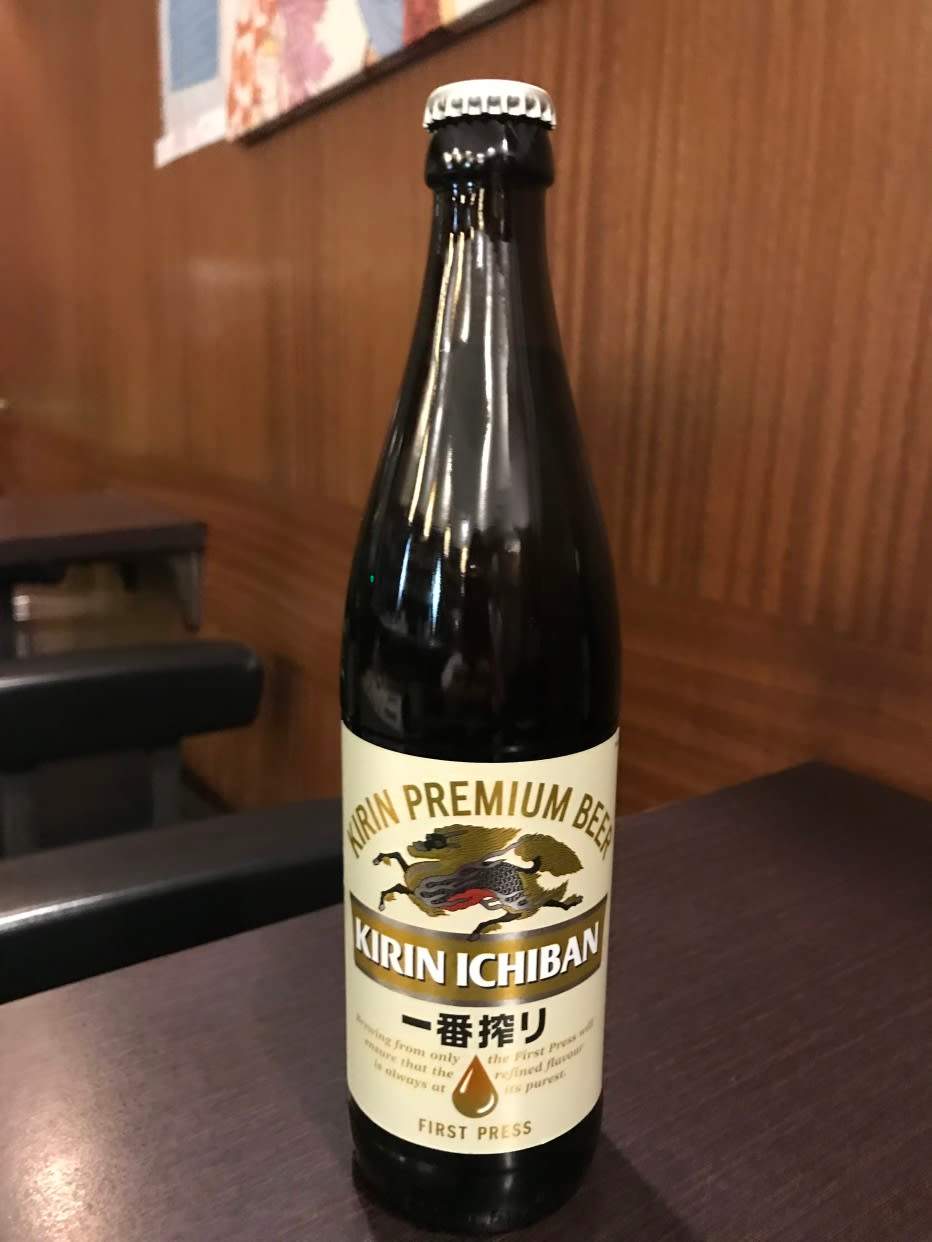 KIRIN PREMIUM BEER
KIRIN ICHIBAN
一番搾り
Brewing from only the First Press will
ensure that the refined flavour
is always at its purest.
FIRST PRESS